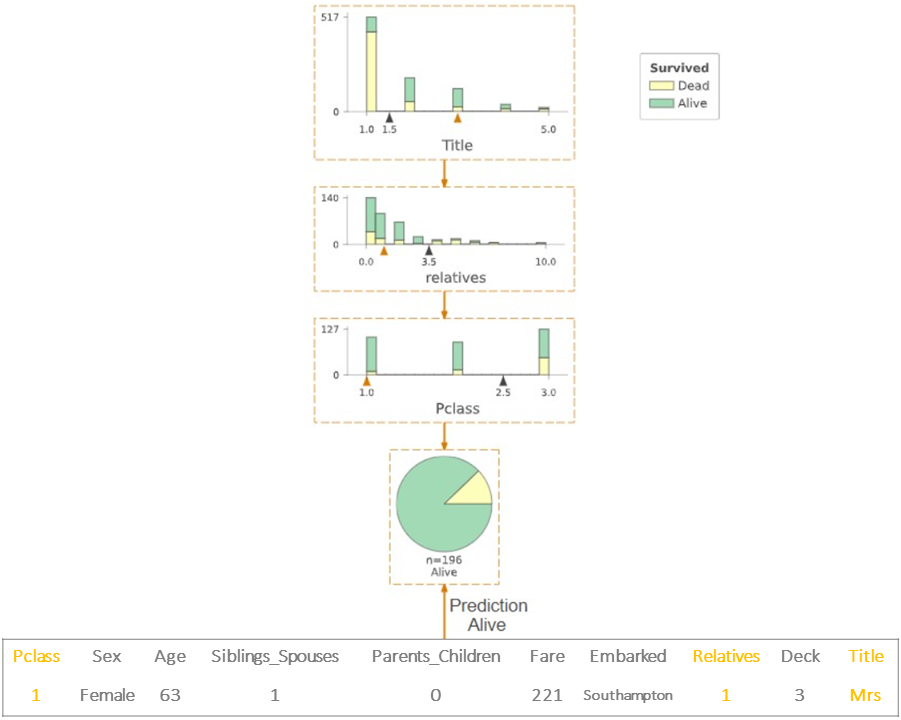 517
0
1.0 1.5 5.0
Title
Survived
Dead
Alive
140
0
0.0 3.5 10.0
relatives
127
0
1.0 2.5 3.0
Pclass
n=196
Alive
Prediction
Alive
Pclass Sex Age Siblings_Spouses Parents_Children Fare Embarked Relatives Deck Title
1 Female 63 1 0 221 Southampton 1 3 Mrs